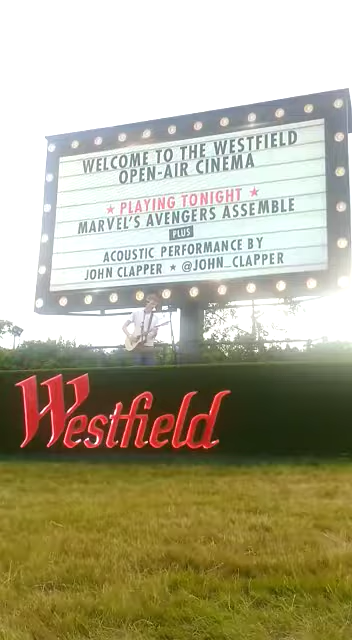 WELCOME TO THE WESTFIELD
OPEN-AIR CINEMA
★ PLAYING TONIGHT ★
MARVEL'S AVENGERS ASSEMBLE
PLUS
ACOUSTIC PERFORMANCE BY
JOHN CLAPPER ★ @JOHN_CLAPPER
Westfield